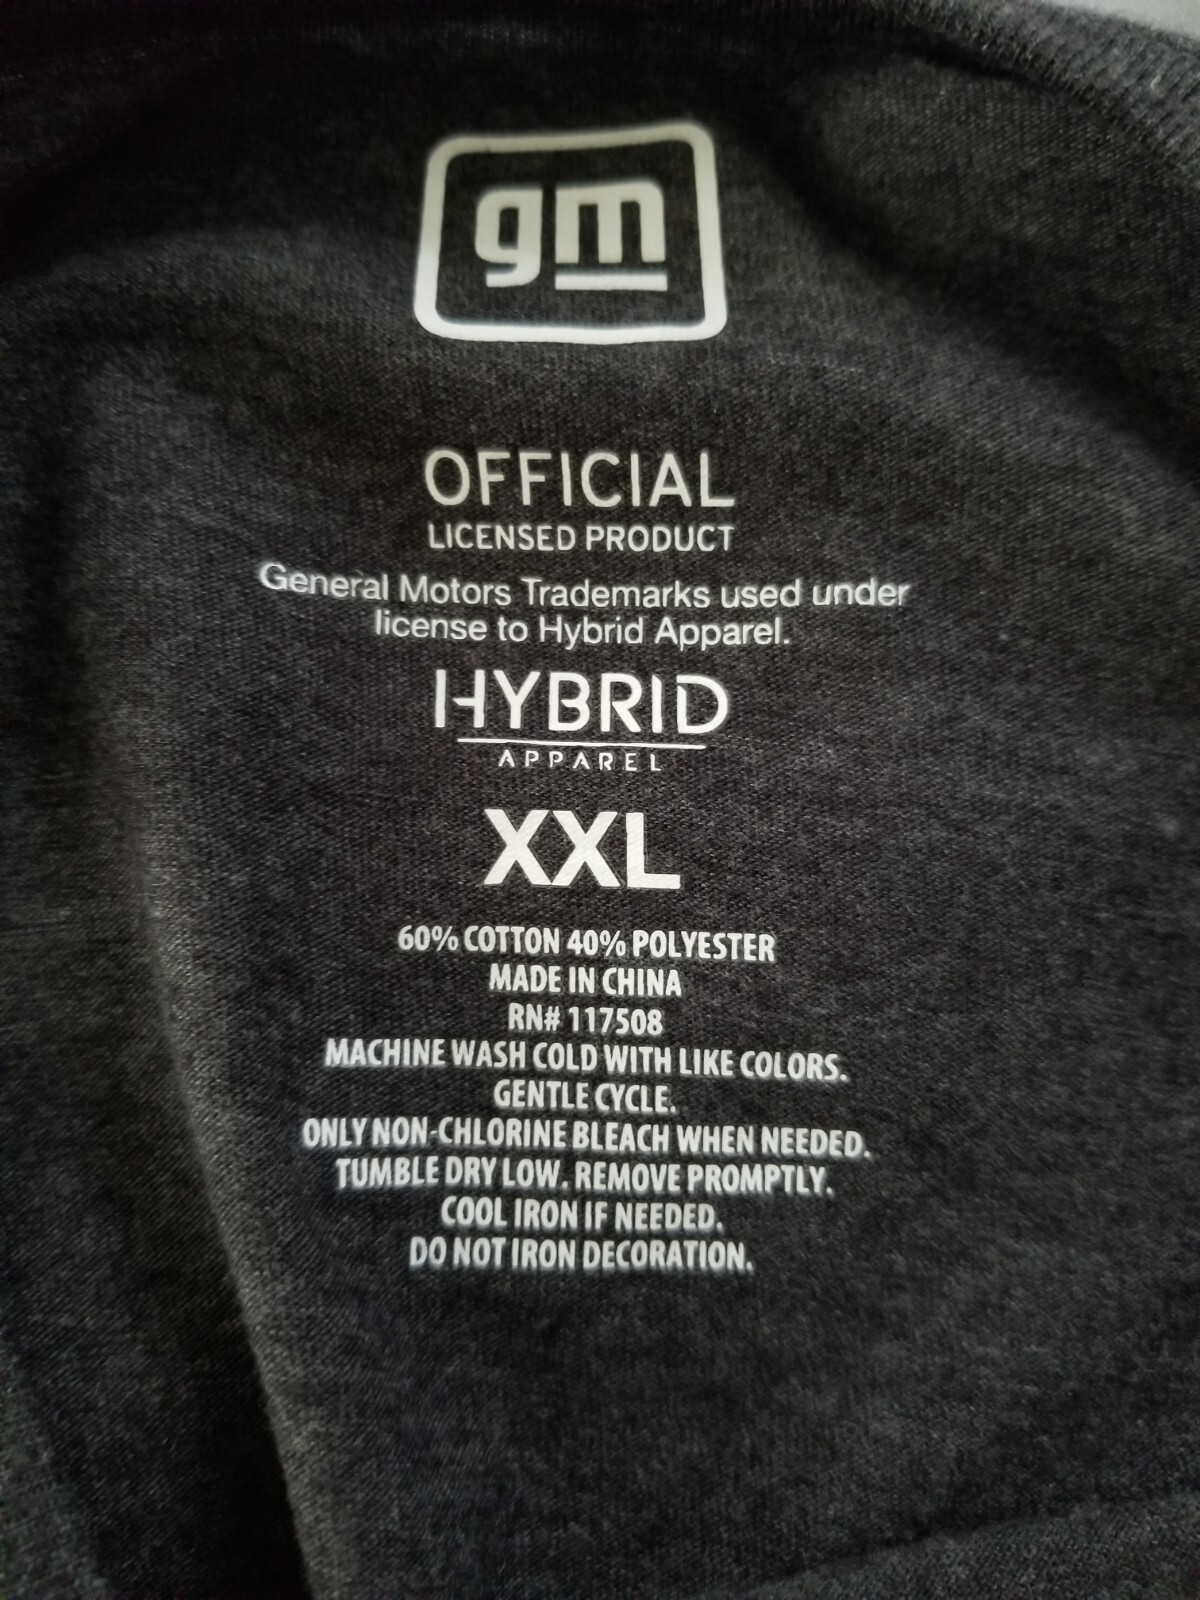 gm
OFFICIAL
LICENSED PRODUCT
General Motors Trademarks used under
license to Hybrid Apparel.
HYBRID
APPAREL
XXL
60% COTTON 40% POLYESTER
MADE IN CHINA
RN# 117508
MACHINE WASH COLD WITH LIKE COLORS.
GENTLE CYCLE.
ONLY NON-CHLORINE BLEACH WHEN NEEDED.
TUMBLE DRY LOW. REMOVE PROMPTLY.
COOL IRON IF NEEDED.
DO NOT IRON DECORATION.